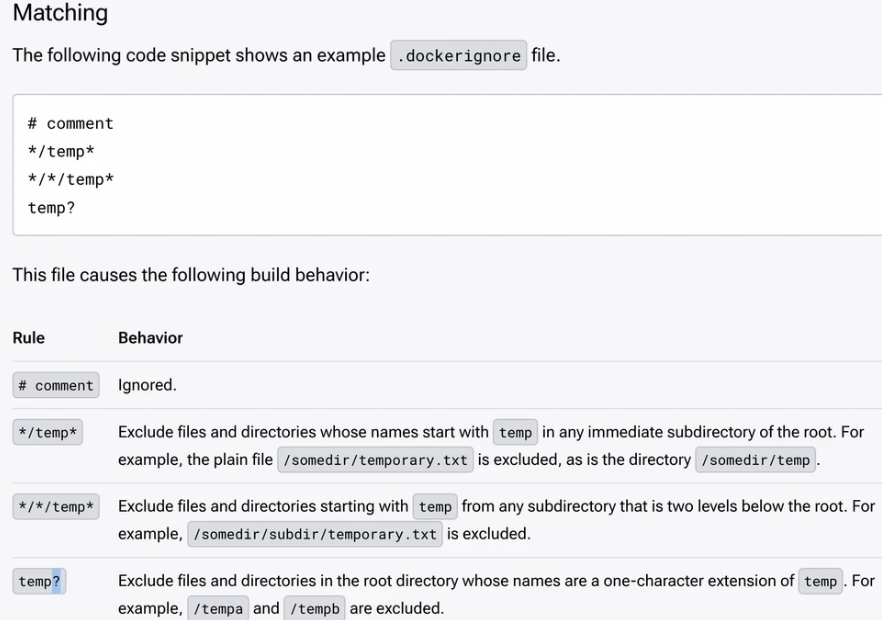 Matching
The following code snippet shows an example .dockerignore file.
# comment
*/temp*
*/*/temp*
temp?
This file causes the following build behavior:
Rule Behavior
# comment Ignored.
*/temp* Exclude files and directories whose names start with temp in any immediate subdirectory of the root. For
example, the plain file /somedir/temporary.txt is excluded, as is the directory /somedir/temp.
*/*/temp* Exclude files and directories starting with temp from any subdirectory that is two levels below the root. For
example, /somedir/subdir/temporary.txt is excluded.
temp? Exclude files and directories in the root directory whose names are a one-character extension of temp. For
example, /tempa and /tempb are excluded.